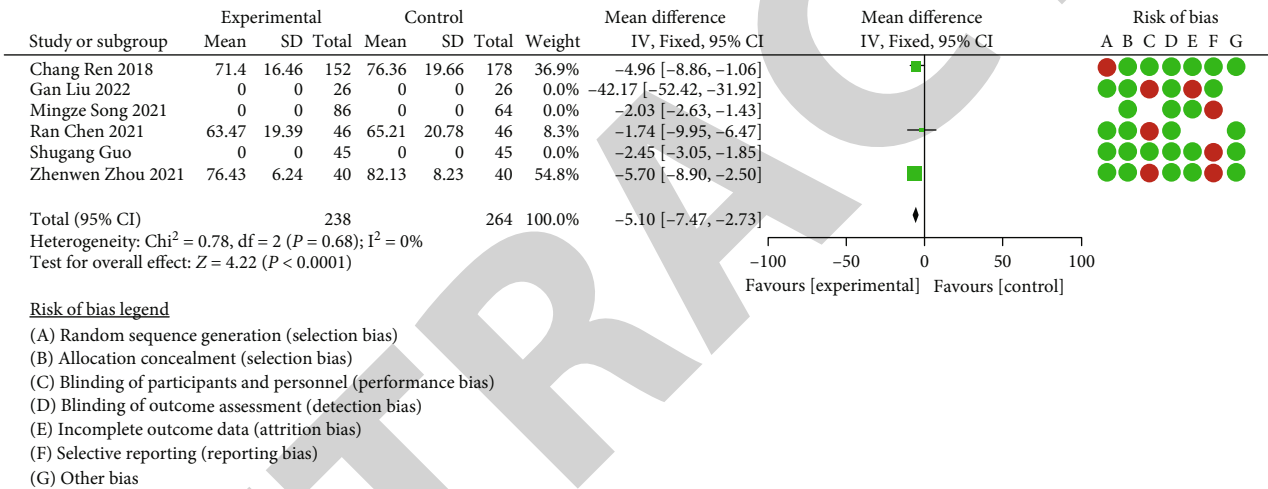 Experimental Control Mean difference Mean difference Risk of bias
Study or subgroup Mean SD Total Mean SD Total Weight IV, Fixed, 95% CI IV, Fixed, 95% CI A B C D E F G
Chang Ren 2018 71.4 16.46 152 76.36 19.66 178 36.9% −4.96 [−8.86, −1.06]
Gan Liu 2022 0 0 26 0 0 26 0.0% −42.17 [−52.42, −31.92]
Mingze Song 2021 0 0 86 0 0 64 0.0% −2.03 [−2.63, −1.43]
Ran Chen 2021 63.47 19.39 46 65.21 20.78 46 8.3% −1.74 [−9.95, −6.47]
Shugang Guo 0 0 45 0 0 45 0.0% −2.45 [−3.05, −1.85]
Zhenwen Zhou 2021 76.43 6.24 40 82.13 8.23 40 54.8% −5.70 [−8.90, −2.50]
Total (95% CI) 238 264 100.0% −5.10 [−7.47, −2.73]
Heterogeneity: Chi² = 0.78, df = 2 (P = 0.68); I² = 0%
Test for overall effect: Z = 4.22 (P < 0.0001)
−100 −50 0 50 100
Favours [experimental] Favours [control]
Risk of bias legend
(A) Random sequence generation (selection bias)
(B) Allocation concealment (selection bias)
(C) Blinding of participants and personnel (performance bias)
(D) Blinding of outcome assessment (detection bias)
(E) Incomplete outcome data (attrition bias)
(F) Selective reporting (reporting bias)
(G) Other bias
TRAC